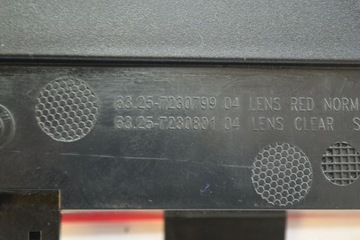 63.25-7230799 04 LENS RED NORM
63.25-7230801 04 LENS CLEAR S